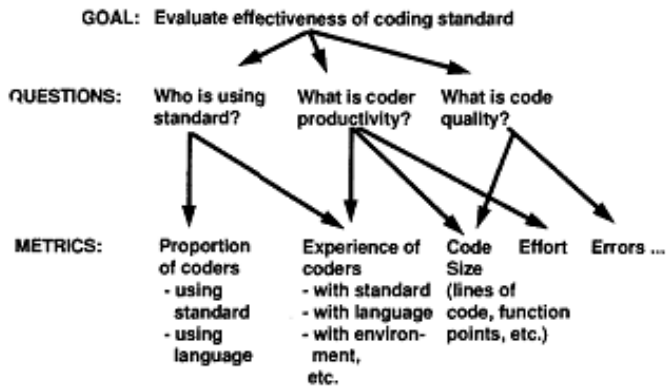 GOAL: Evaluate effectiveness of coding standard
QUESTIONS:
Who is using
standard?
What is coder
productivity?
What is code
quality?
METRICS:
Proportion
of coders
- using
standard
- using
language
Experience of
coders
- with standard
- with language
- with environ-
ment,
etc.
Code
Size
(lines of
code, function
points, etc.)
Effort
Errors ...